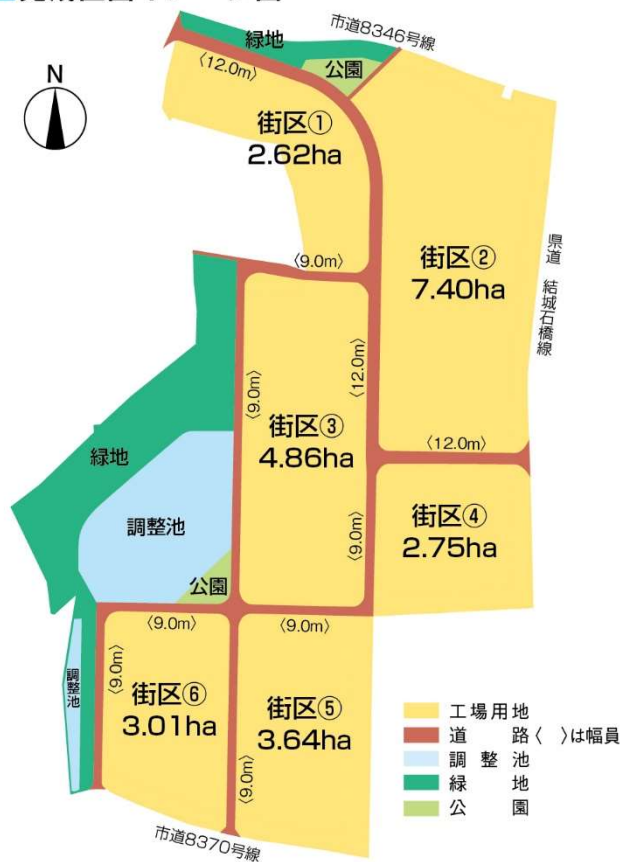 市道8346号線
緑地
〈12.0m〉
公園
N
街区①
2.62ha
〈9.0m〉
街区②
7.40ha
県道 結城石橋線
〈9.0m〉
〈12.0m〉
街区③
4.86ha
〈12.0m〉
緑地
調整池
〈9.0m〉
街区④
2.75ha
公園
〈9.0m〉
〈9.0m〉
調整池
〈9.0m〉
街区⑥
3.01ha
街区⑤
3.64ha
〈9.0m〉
市道8370号線
工場用地
道 路〈 〉は幅員
調整池
緑 地
公 園